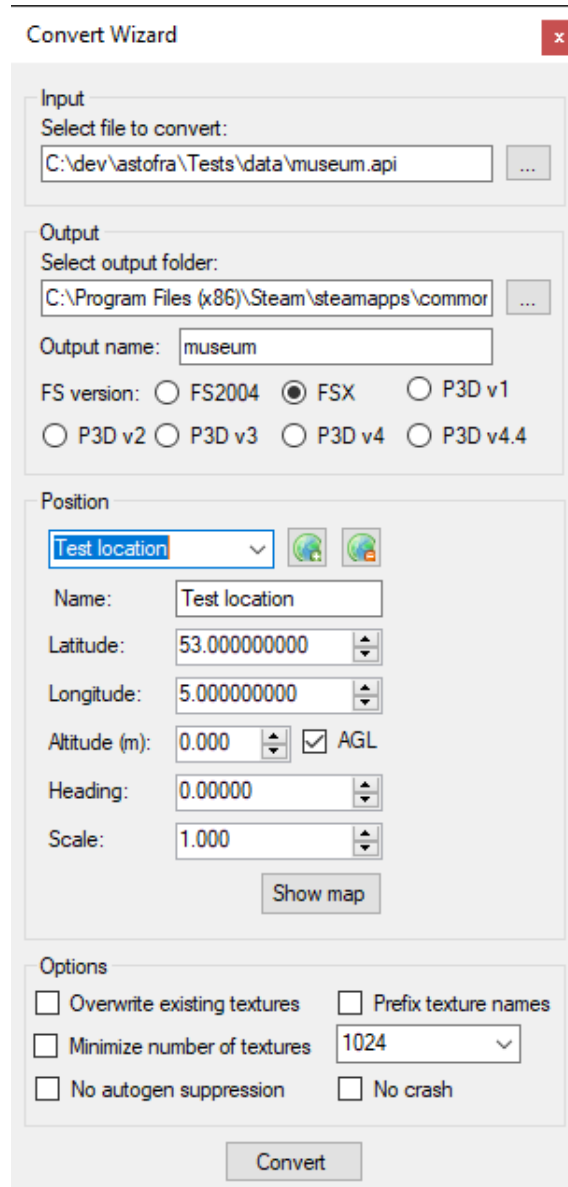 Convert Wizard
x
Input
Select file to convert:
C:\dev\astofra\Tests\data\museum.api ...
Output
Select output folder:
C:\Program Files (x86)\Steam\steamapps\common ...
Output name: museum
FS version: FS2004 FSX P3D v1
P3D v2 P3D v3 P3D v4 P3D v4.4
Position
Test location
Name: Test location
Latitude: 53.000000000
Longitude: 5.000000000
Altitude (m): 0.000 AGL
Heading: 0.00000
Scale: 1.000
Show map
Options
Overwrite existing textures Prefix texture names
Minimize number of textures 1024
No autogen suppression No crash
Convert